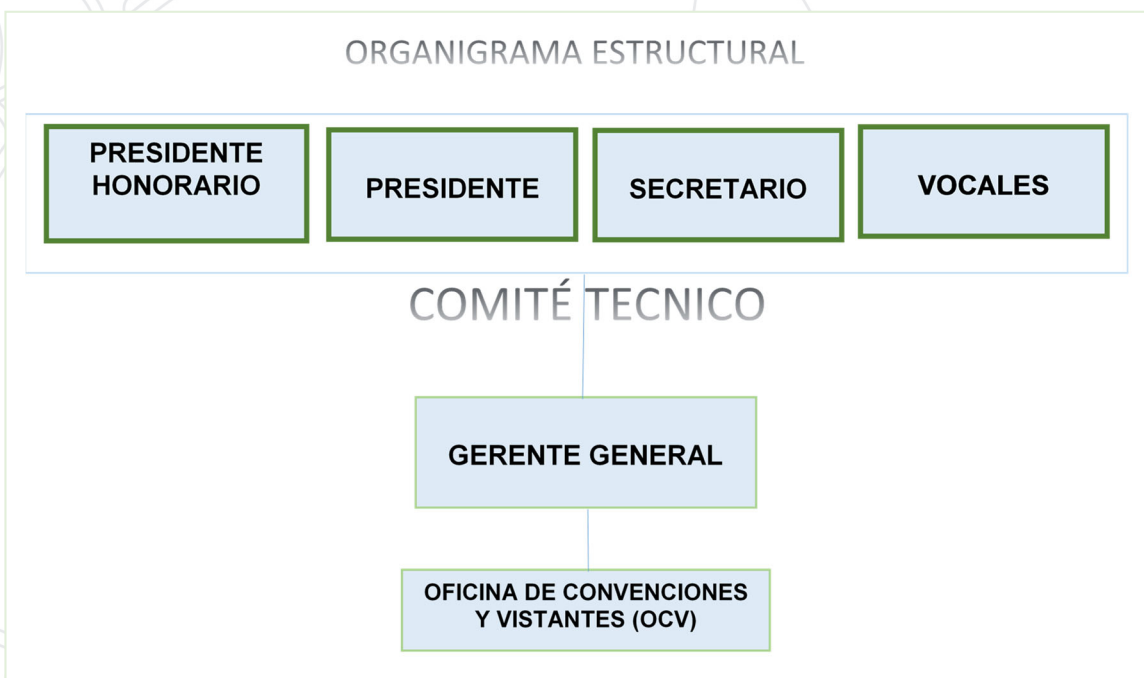 ORGANIGRAMA ESTRUCTURAL
PRESIDENTE
HONORARIO
PRESIDENTE
SECRETARIO
VOCALES
COMITÉ TECNICO
GERENTE GENERAL
OFICINA DE CONVENCIONES
Y VISTANTES (OCV)